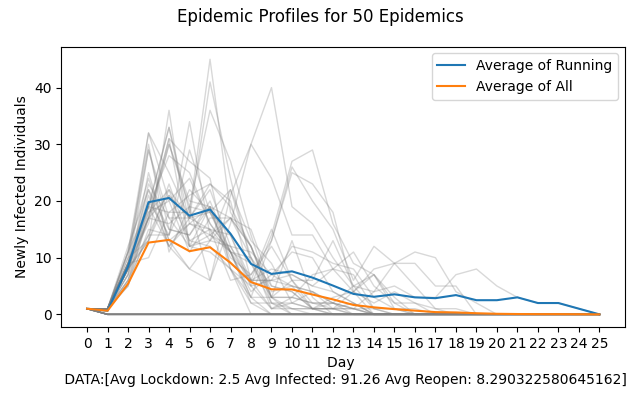 Epidemic Profiles for 50 Epidemics
Average of Running
Average of All
Newly Infected Individuals
40
30
20
10
0
0 1 2 3 4 5 6 7 8 9 10 11 12 13 14 15 16 17 18 19 20 21 22 23 24 25
Day
DATA:[Avg Lockdown: 2.5 Avg Infected: 91.26 Avg Reopen: 8.290322580645162]